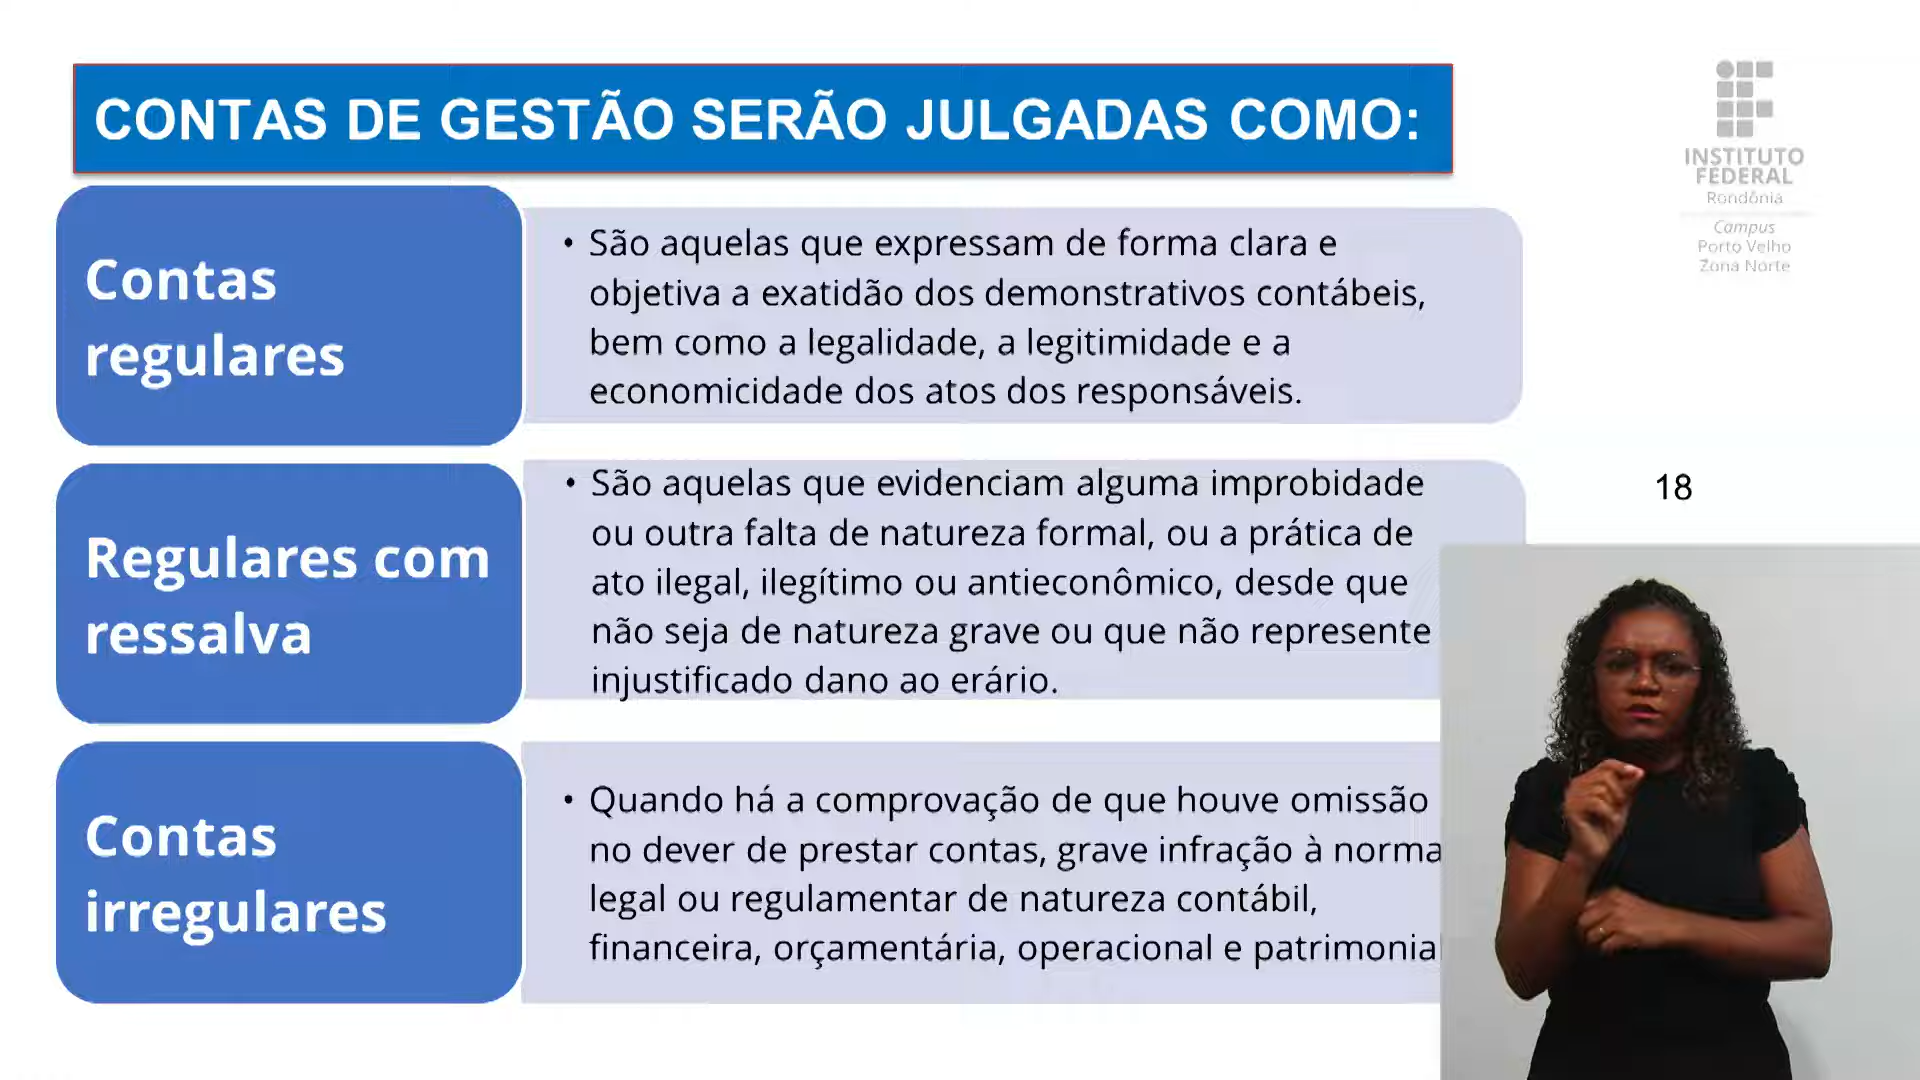 CONTAS DE GESTÃO SERÃO JULGADAS COMO:
INSTITUTO
FEDERAL
Rondônia
Campus
Porto Velho
Zona Norte
Contas
regulares
• São aquelas que expressam de forma clara e
objetiva a exatidão dos demonstrativos contábeis,
bem como a legalidade, a legitimidade e a
economicidade dos atos dos responsáveis.
Regulares com
ressalva
• São aquelas que evidenciam alguma improbidade
ou outra falta de natureza formal, ou a prática de
ato ilegal, ilegítimo ou antieconômico, desde que
não seja de natureza grave ou que não represente
injustificado dano ao erário.
18
Contas
irregulares
• Quando há a comprovação de que houve omissão
no dever de prestar contas, grave infração à norma
legal ou regulamentar de natureza contábil,
financeira, orçamentária, operacional e patrimonia